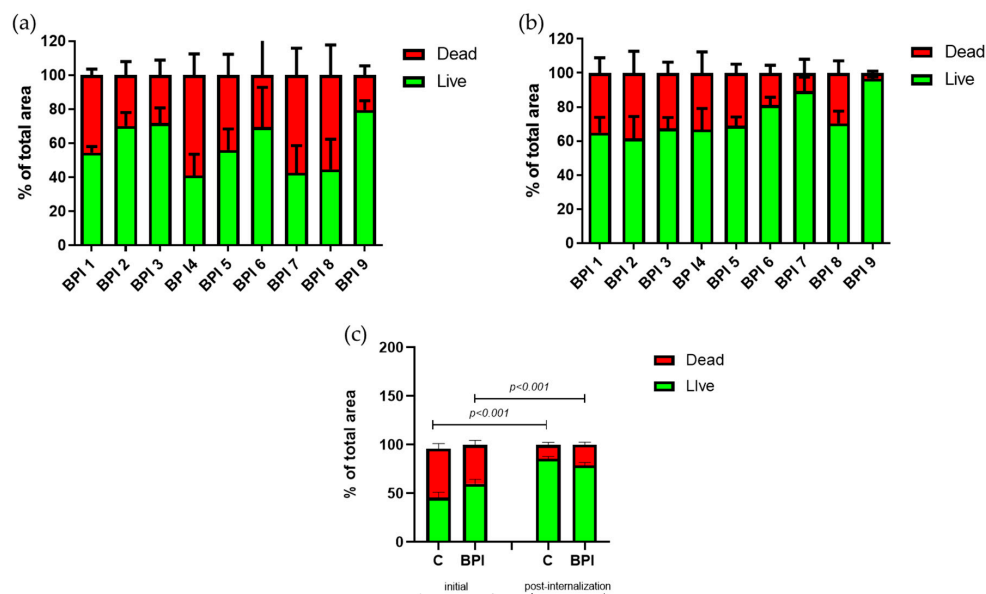 (a)
120
100
80
60
40
20
0
% of total area
Dead
Live
BPI 1
BPI 2
BPI 3
BP I4
BPI 5
BPI 6
BPI 7
BPI 8
BPI 9
(b)
120
100
80
60
40
20
0
% of total area
Dead
Live
BPI 1
BPI 2
BPI 3
BP I4
BPI 5
BPI 6
BPI 7
BPI 8
BPI 9
(c)
200
150
100
50
0
% of total area
Dead
LIve
p<0.001
p<0.001
C BPI C BPI
initial post-internalization